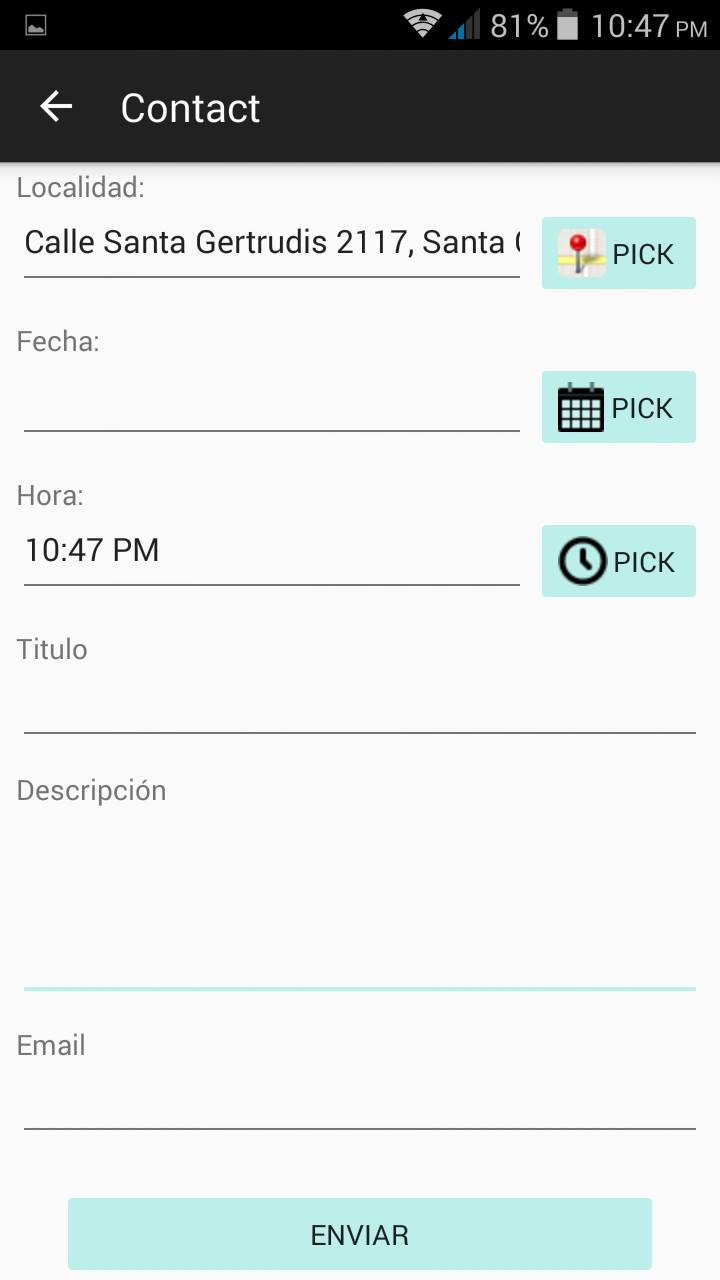 81% 10:47 PM
Contact
Localidad:
Calle Santa Gertrudis 2117, Santa
PICK
Fecha:
PICK
Hora:
10:47 PM
PICK
Titulo
Descripción
Email
ENVIAR